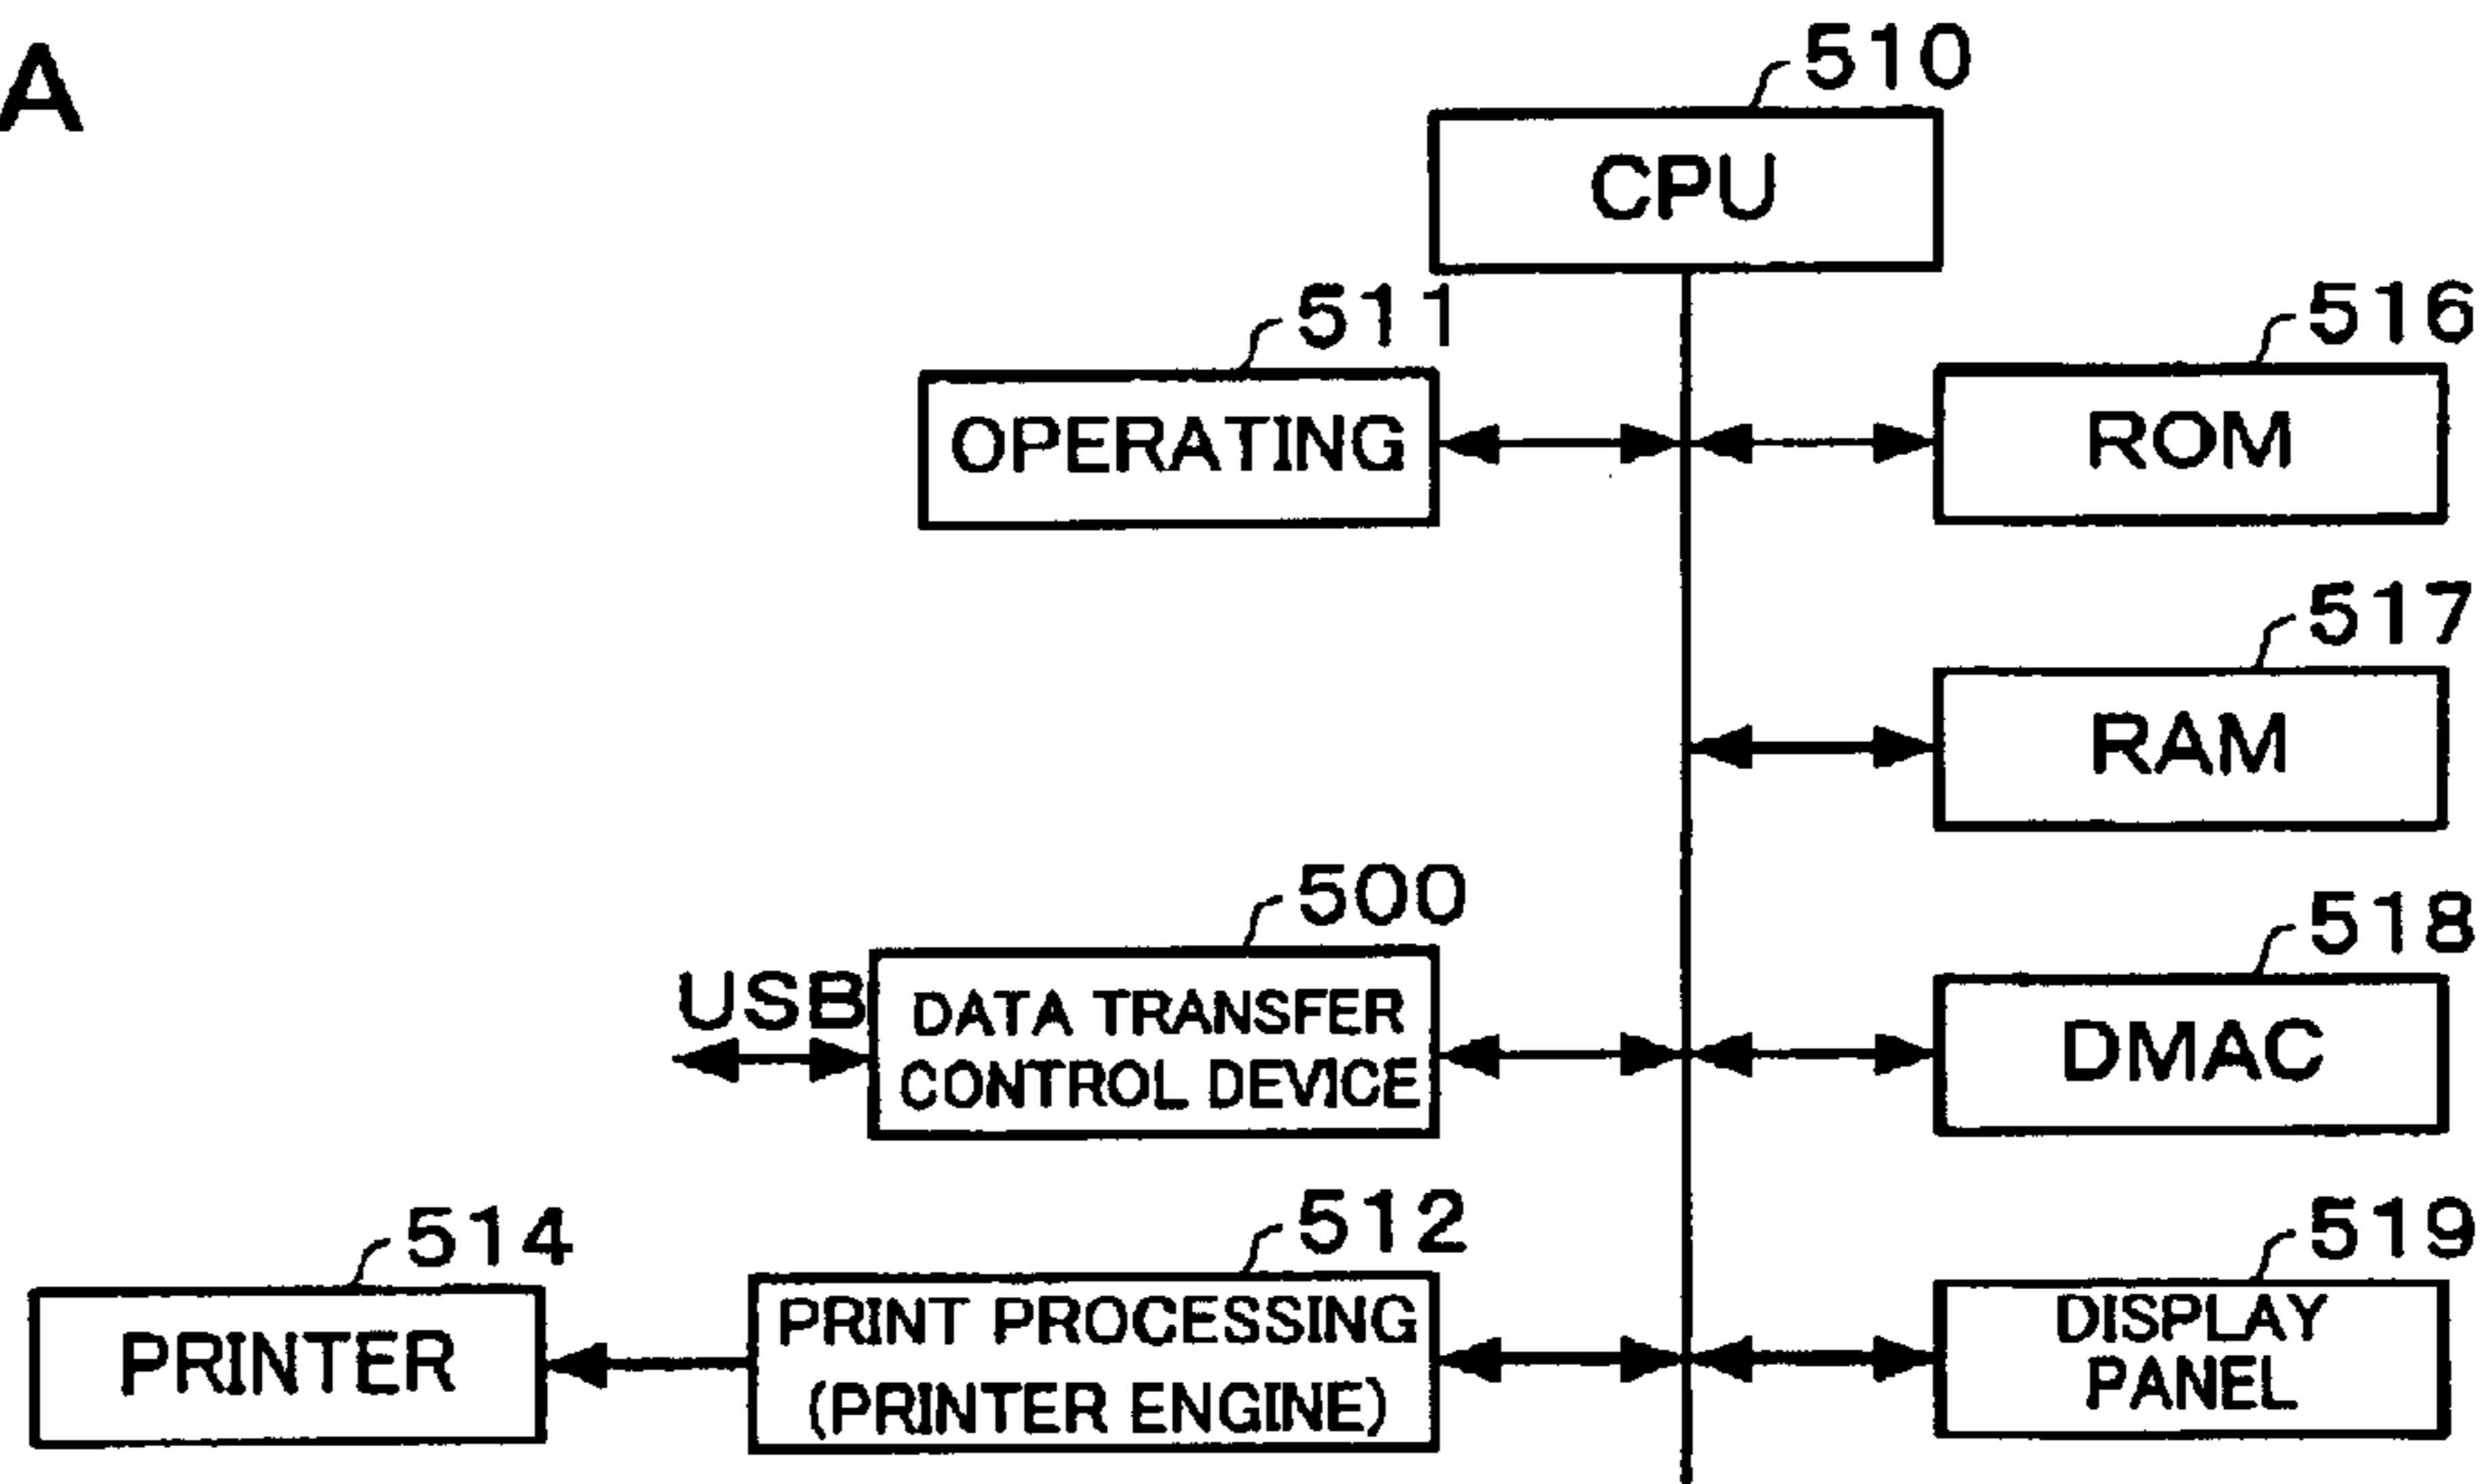 A
510
CPU
511
OPERATING
516
ROM
517
RAM
500
USB
DATA TRANSFER
CONTROL DEVICE
518
DMAC
514
PRINTER
512
PRINT PROCESSING
(PRINTER ENGINE)
519
DISPLAY
PANEL